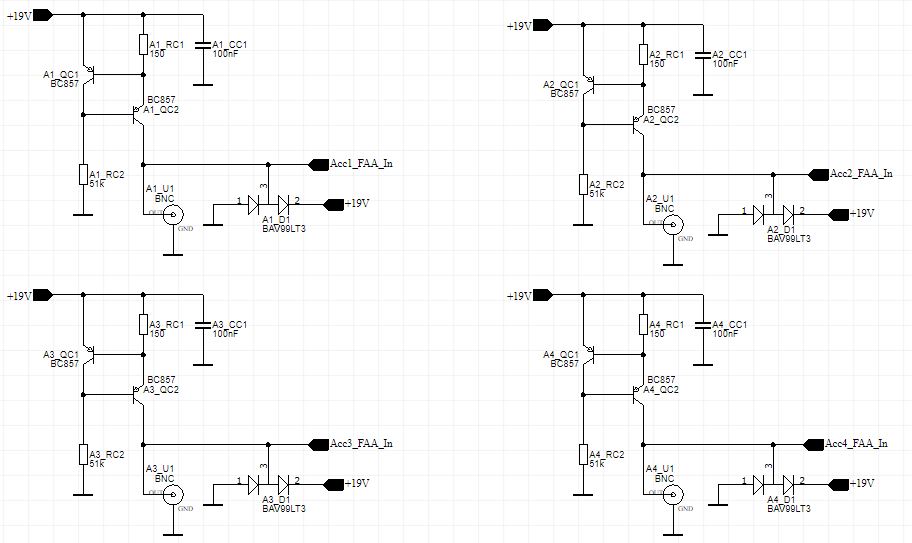 +19V
A1_RC1
150
A1_CC1
100nF
A1_QC1
BC857
BC857
A1_QC2
A1_RC2
51k
Acc1_FAA_In
A1_U1
BNC
OUT
GND
3
1
2
+19V
A1_D1
BAV99LT3
+19V
A2_RC1
150
A2_CC1
100nF
A2_QC1
BC857
BC857
A2_QC2
A2_RC2
51k
Acc2_FAA_In
A2_U1
BNC
OUT
GND
3
1
2
+19V
A2_D1
BAV99LT3
+19V
A3_RC1
150
A3_CC1
100nF
A3_QC1
BC857
BC857
A3_QC2
A3_RC2
51k
Acc3_FAA_In
A3_U1
BNC
OUT
GND
3
1
2
+19V
A3_D1
BAV99LT3
+19V
A4_RC1
150
A4_CC1
100nF
A4_QC1
BC857
BC857
A4_QC2
A4_RC2
51k
Acc4_FAA_In
A4_U1
BNC
OUT
GND
3
1
2
+19V
A4_D1
BAV99LT3